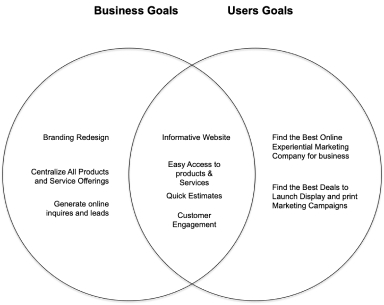 Business Goals
Users Goals
Branding Redesign
Centralize All Products
and Service Offerings
Generate online
inquires and leads
Informative Website
Easy Access to
products &
Services
Quick Estimates
Customer
Engagement
Find the Best Online
Experiential Marketing
Company for business
Find the Best Deals to
Launch Display and print
Marketing Campaigns